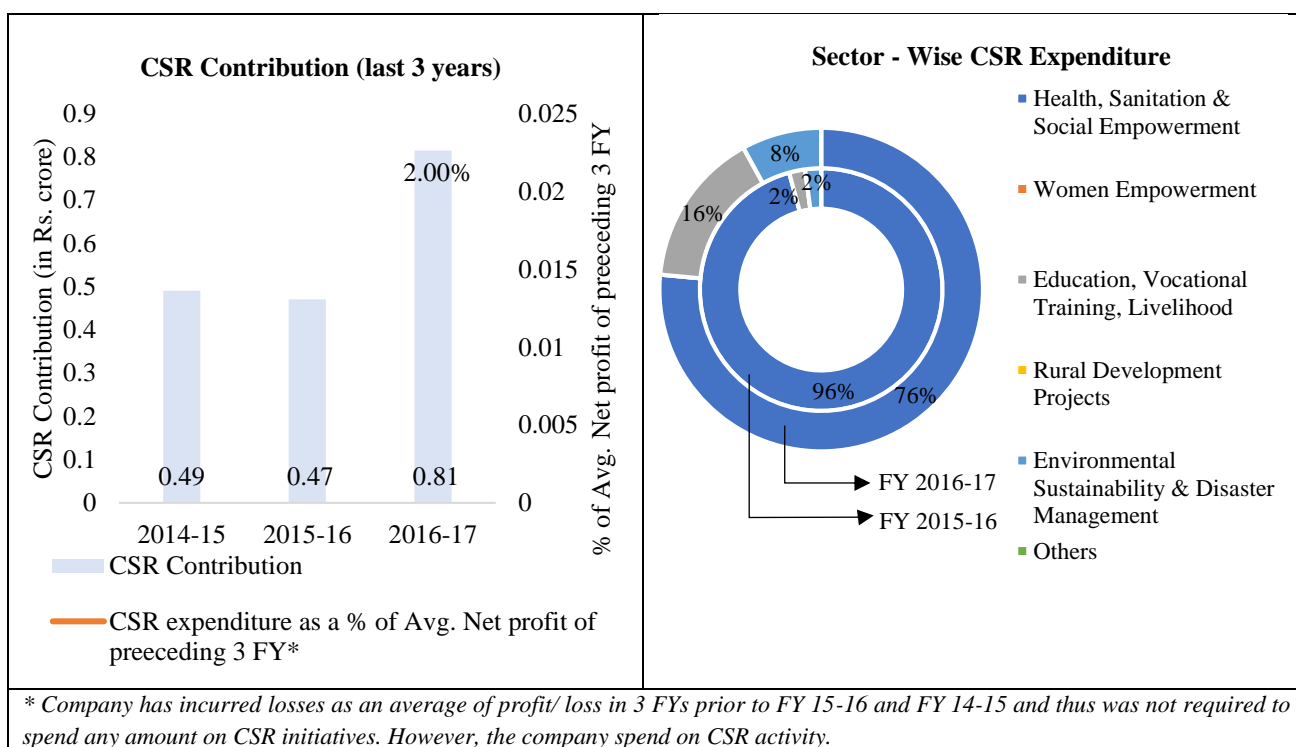 CSR Contribution (last 3 years)
CSR Contribution (in Rs. crore)
0.9
0.8
0.7
0.6
0.5
0.4
0.3
0.2
0.1
0
0.025
0.02
0.015
0.01
0.005
0
% of Avg. Net profit of preeceding 3 FY
2.00%
0.49
0.47
0.81
2014-15
2015-16
2016-17
CSR Contribution
CSR expenditure as a % of Avg. Net profit of
preeceding 3 FY*
Sector - Wise CSR Expenditure
8%
2%
2%
16%
96%
76%
FY 2016-17
FY 2015-16
Health, Sanitation &
Social Empowerment
Women Empowerment
Education, Vocational
Training, Livelihood
Rural Development
Projects
Environmental
Sustainability & Disaster
Management
Others
* Company has incurred losses as an average of profit/ loss in 3 FYs prior to FY 15-16 and FY 14-15 and thus was not required to
spend any amount on CSR initiatives. However, the company spend on CSR activity.